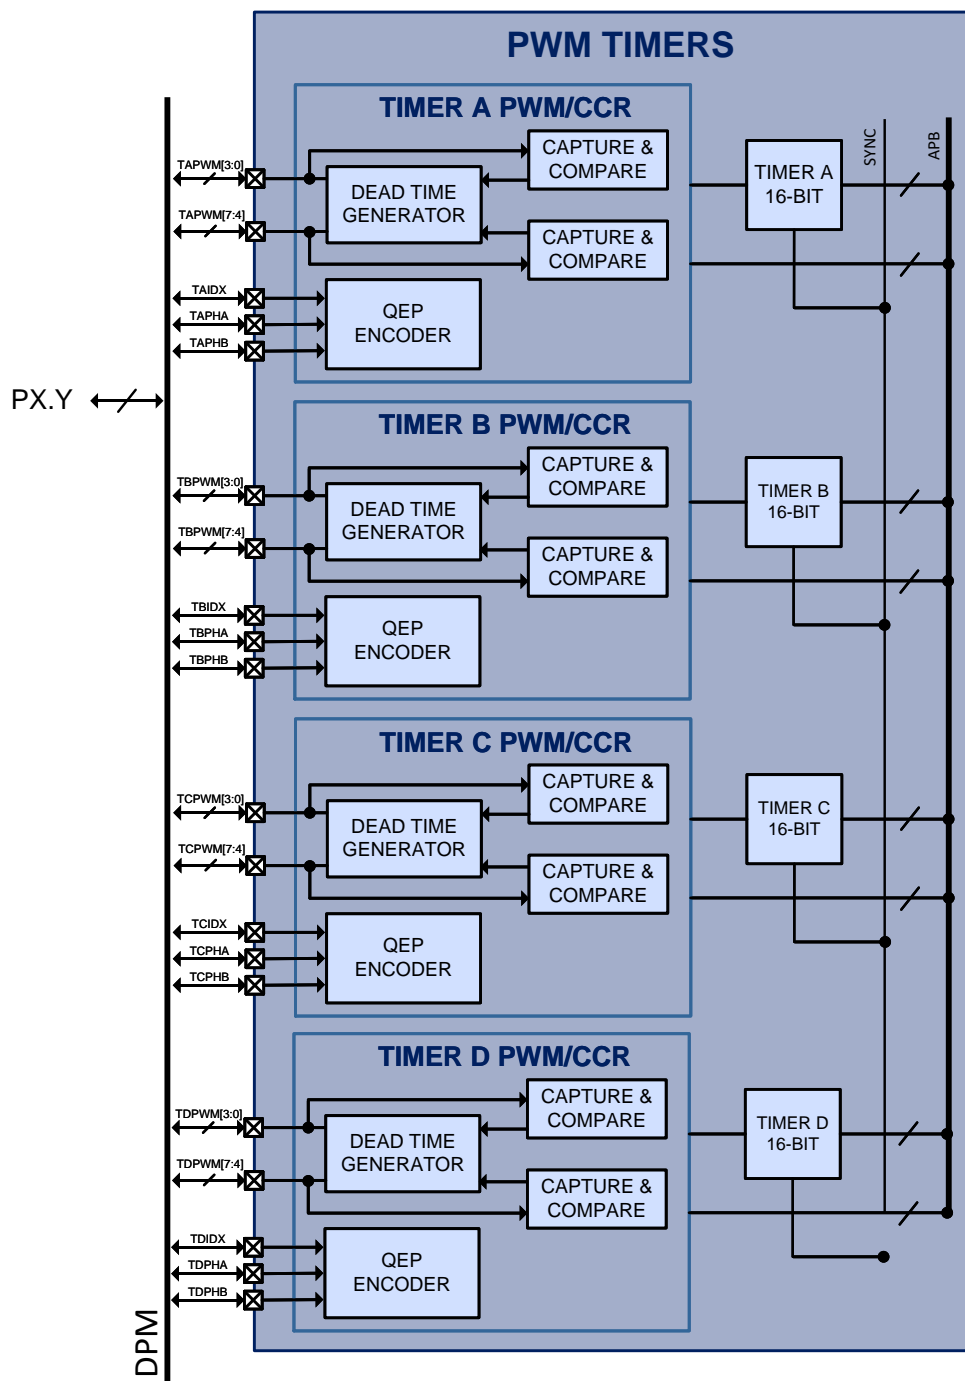 PWM TIMERS
TIMER A PWM/CCR
SYNC
APB
TAPWM[3:0]
CAPTURE &
COMPARE
TIMER A
16-BIT
DEAD TIME
GENERATOR
TAPWM[7:4]
CAPTURE &
COMPARE
TAIDX
TAPHA
TAPHB
QEP
ENCODER
PX.Y
TIMER B PWM/CCR
TBPWM[3:0]
CAPTURE &
COMPARE
TIMER B
16-BIT
DEAD TIME
GENERATOR
TBPWM[7:4]
CAPTURE &
COMPARE
TBIDX
TBPHA
TBPHB
QEP
ENCODER
TIMER C PWM/CCR
TCPWM[3:0]
CAPTURE &
COMPARE
TIMER C
16-BIT
DEAD TIME
GENERATOR
TCPWM[7:4]
CAPTURE &
COMPARE
TCIDX
TCPHA
TCPHB
QEP
ENCODER
TIMER D PWM/CCR
TDPWM[3:0]
CAPTURE &
COMPARE
TIMER D
16-BIT
DEAD TIME
GENERATOR
TDPWM[7:4]
CAPTURE &
COMPARE
TDIDX
TDPHA
TDPHB
QEP
ENCODER
DPM